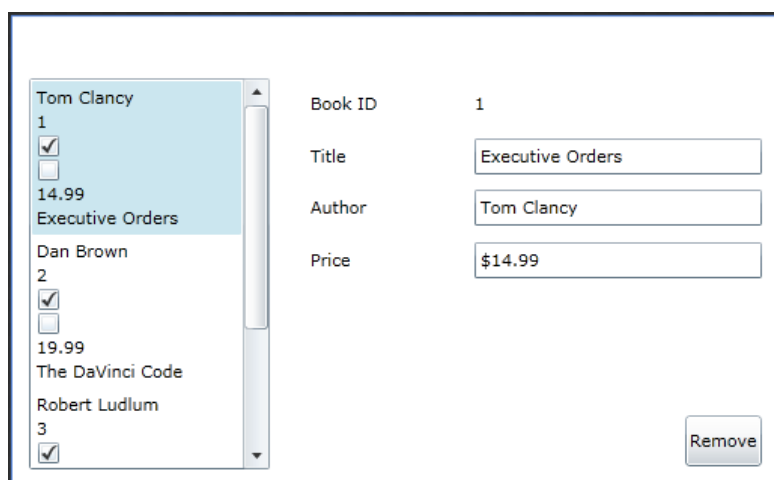 Tom Clancy
1
14.99
Executive Orders
Dan Brown
2
19.99
The DaVinci Code
Robert Ludlum
3
Book ID 1
Title Executive Orders
Author Tom Clancy
Price $14.99
Remove